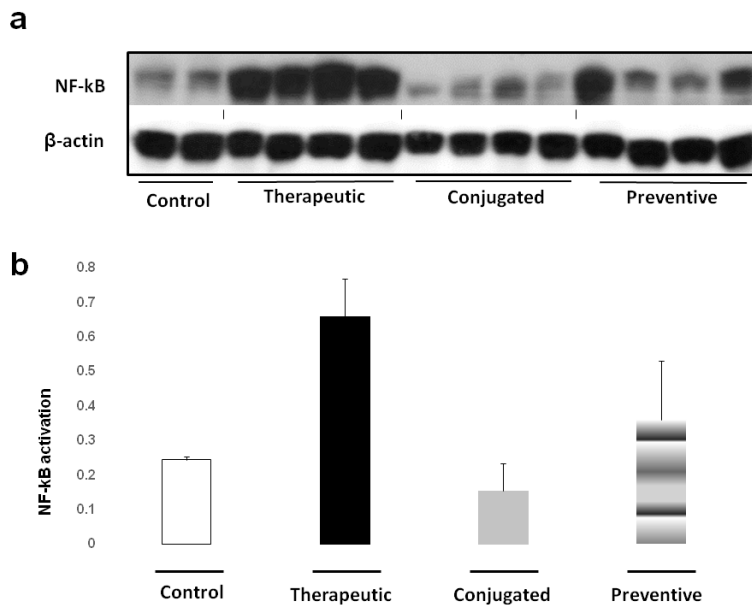 a
NF-kB
β-actin
Control Therapeutic Conjugated Preventive
b
NF-kB activation
0.8
0.7
0.6
0.5
0.4
0.3
0.2
0.1
0
Control Therapeutic Conjugated Preventive